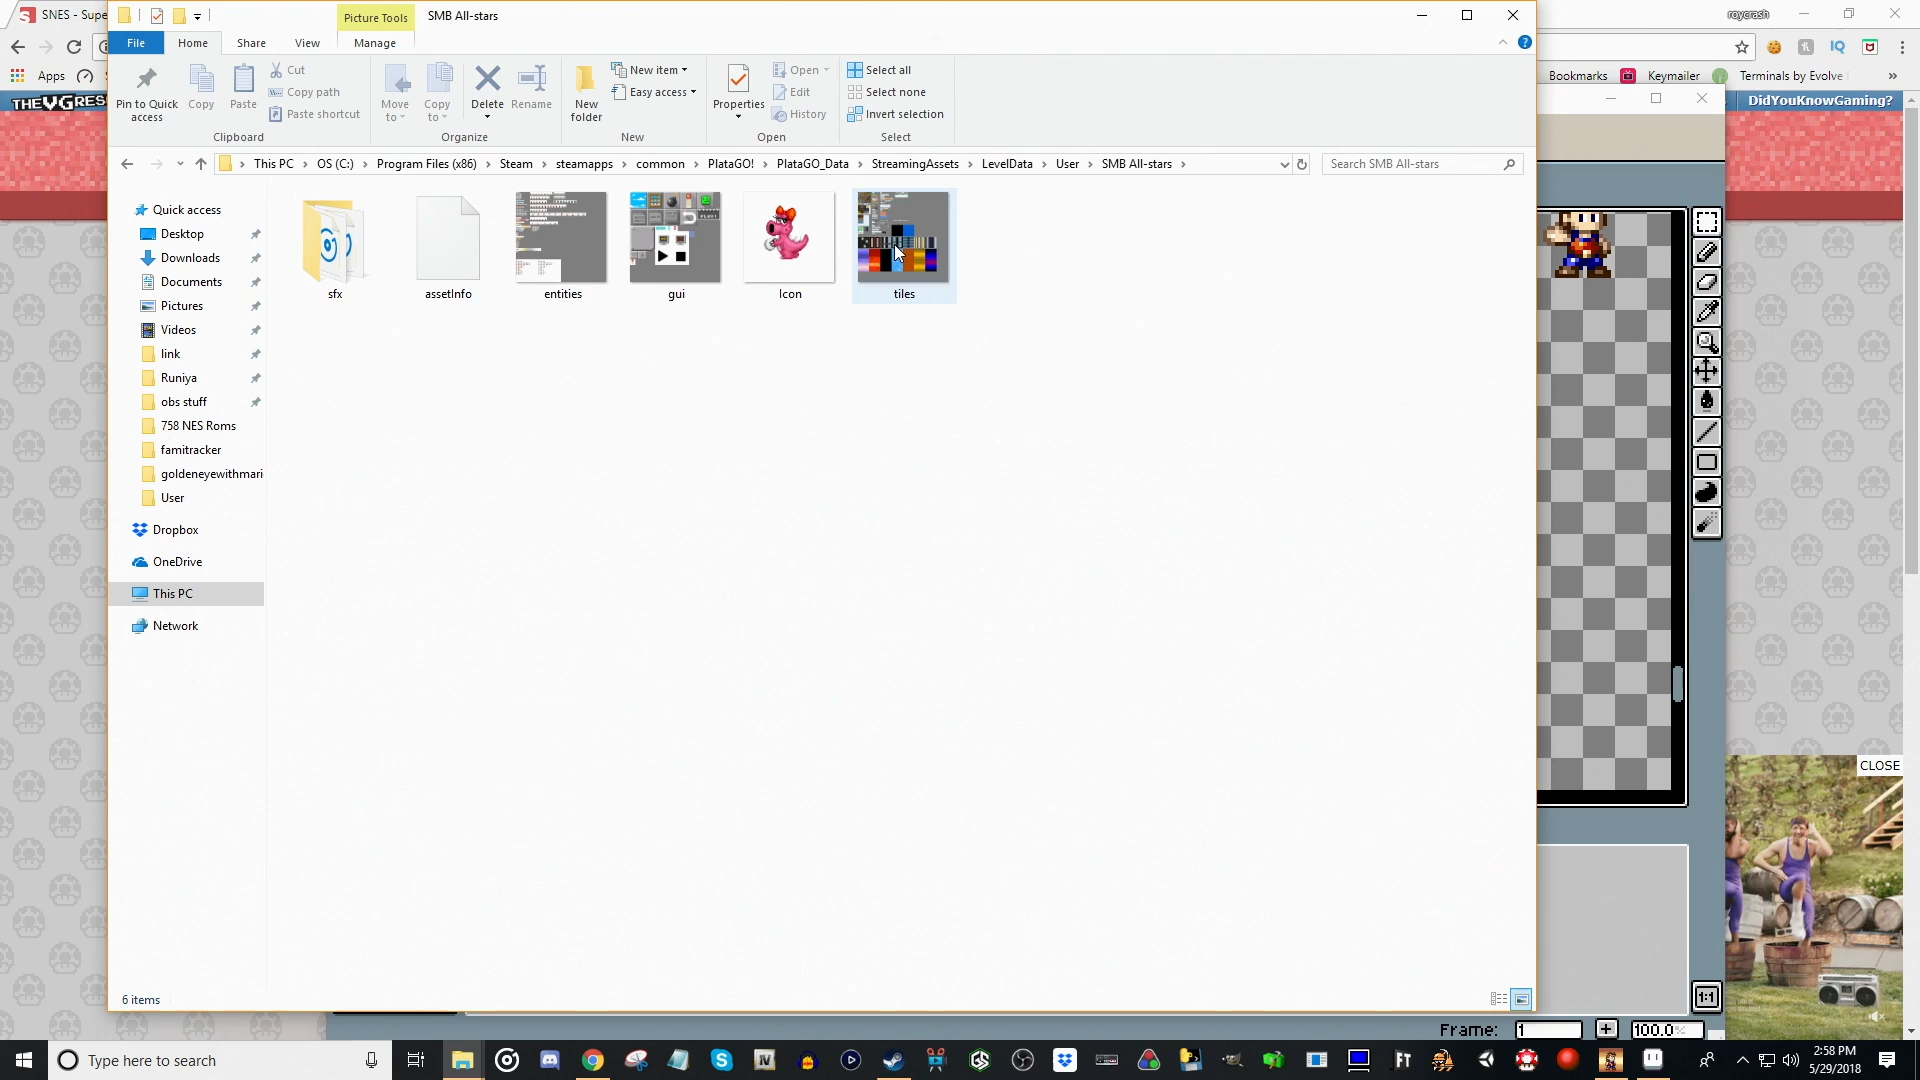 SNES - Supe
Picture Tools
SMB All-stars
roycrash
File
Home
Share
View
Manage
Pin to Quick access
Copy
Paste
Cut
Copy path
Paste shortcut
Clipboard
Move to
Copy to
Delete
Rename
Organize
New folder
New item
Easy access
New
Properties
Open
Edit
History
Open
Select all
Select none
Invert selection
Select
Apps
Bookmarks
Keymailer
Terminals by Evolve
THE VG RES
DidYouKnowGaming?
This PC
OS (C:)
Program Files (x86)
Steam
steamapps
common
PlataGO!
PlataGO_Data
StreamingAssets
LevelData
User
SMB All-stars
Search SMB All-stars
Quick access
Desktop
Downloads
Documents
Pictures
Videos
link
Runiya
obs stuff
758 NES Roms
famitracker
goldeneyewithmari
User
Dropbox
OneDrive
This PC
Network
sfx
assetInfo
entities
gui
Icon
tiles
CLOSE
6 items
1:1
Frame:
1
100.0
Type here to search
FT
2:58 PM
5/29/2018